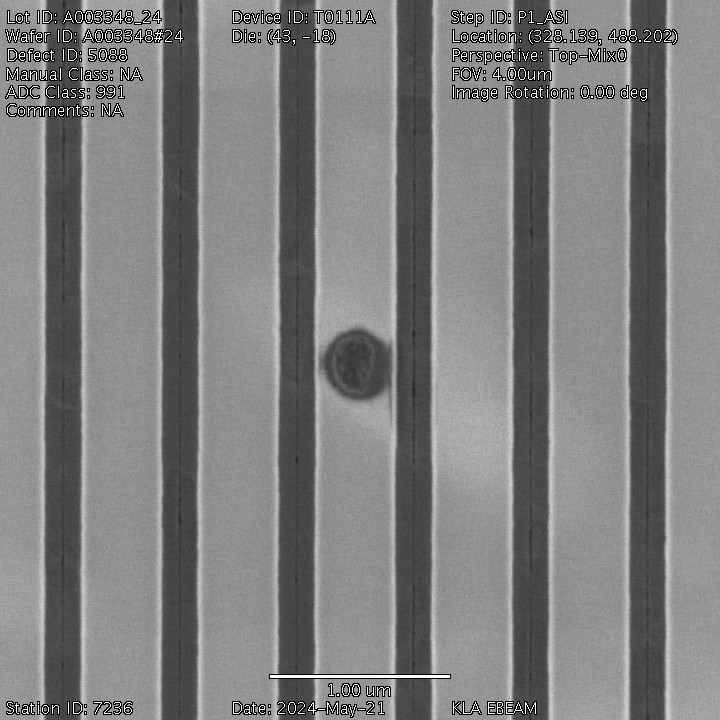 Lot ID: A003348_24
Wafer ID: A003348#24
Defect ID: 5088
Manual Class: NA
ADC Class: 991
Comments: NA
Device ID: T0111A
Die: (43, -18)
Step ID: P1_ASI
Location: (328.139, 488.202)
Perspective: Top-Mix0
FOV: 4.00um
Image Rotation: 0.00 deg
1.00 um
Station ID: 7236
Date: 2024-May-21
KLA EBEAM